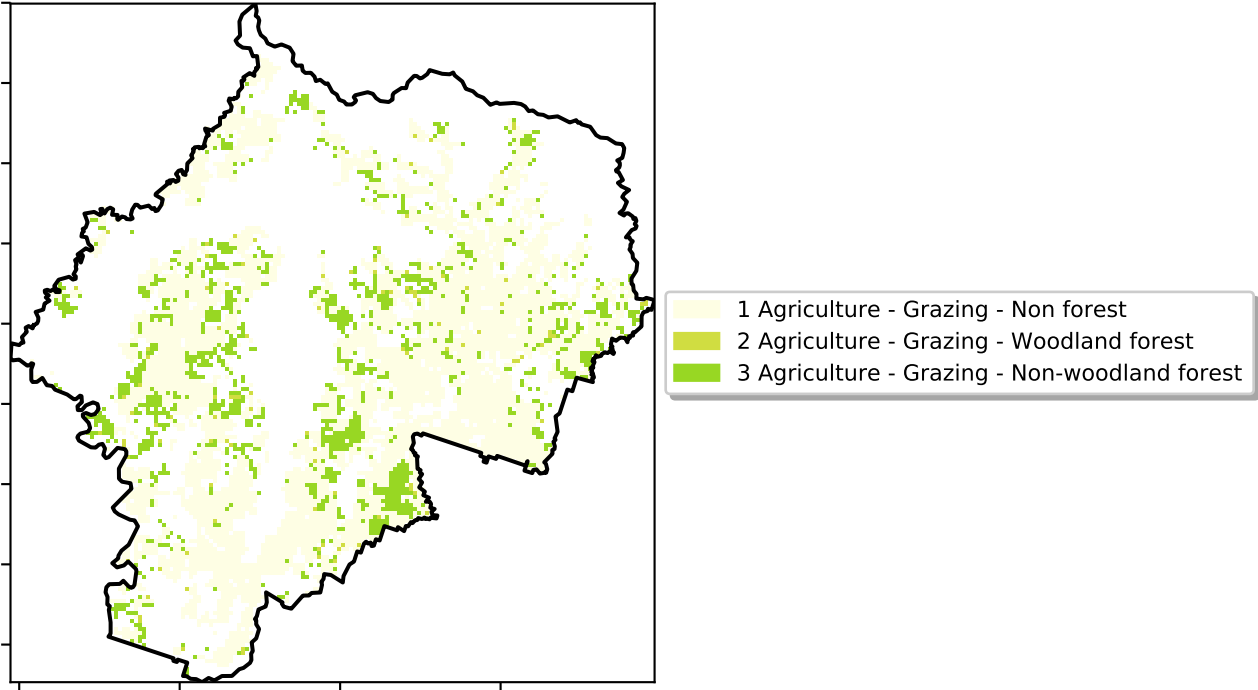 1 Agriculture - Grazing - Non forest
2 Agriculture - Grazing - Woodland forest
3 Agriculture - Grazing - Non-woodland forest